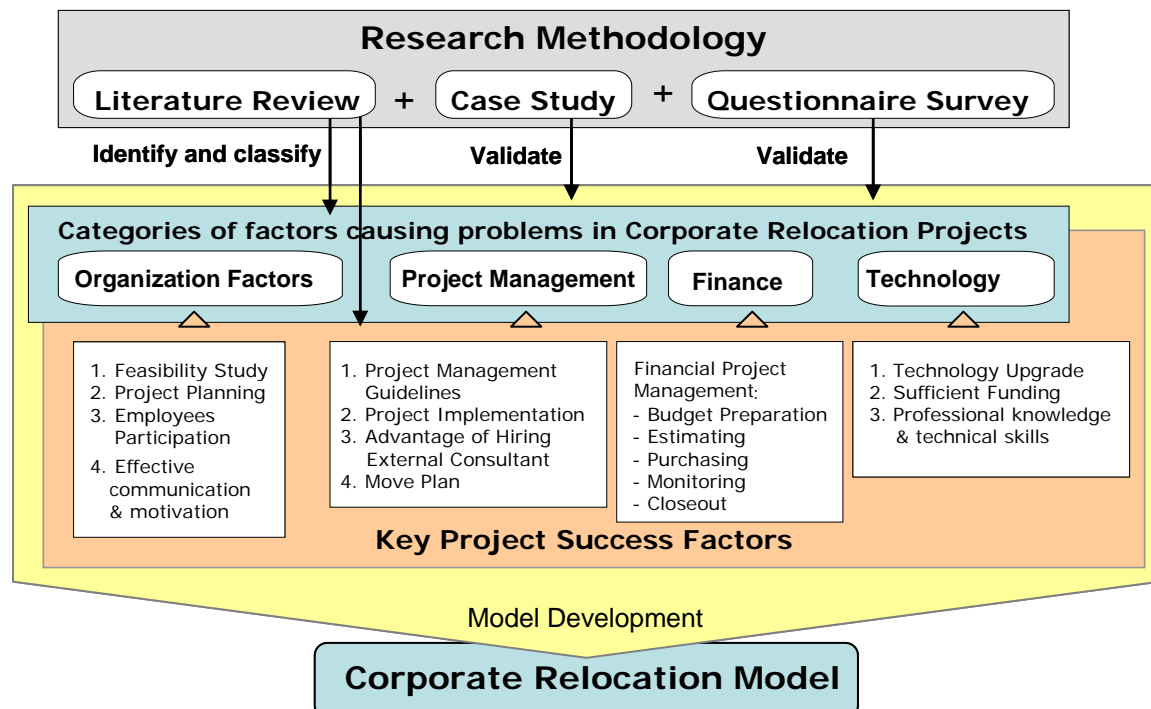 Research Methodology
Literature Review + Case Study + Questionnaire Survey
Identify and classify
Validate
Validate
Categories of factors causing problems in Corporate Relocation Projects
Organization Factors
Project Management
Finance
Technology
1. Feasibility Study
2. Project Planning
3. Employees
Participation
4. Effective
communication
& motivation
1. Project Management
Guidelines
2. Project Implementation
3. Advantage of Hiring
External Consultant
4. Move Plan
Financial Project
Management:
- Budget Preparation
- Estimating
- Purchasing
- Monitoring
- Closeout
1. Technology Upgrade
2. Sufficient Funding
3. Professional knowledge
& technical skills
Key Project Success Factors
Model Development
Corporate Relocation Model